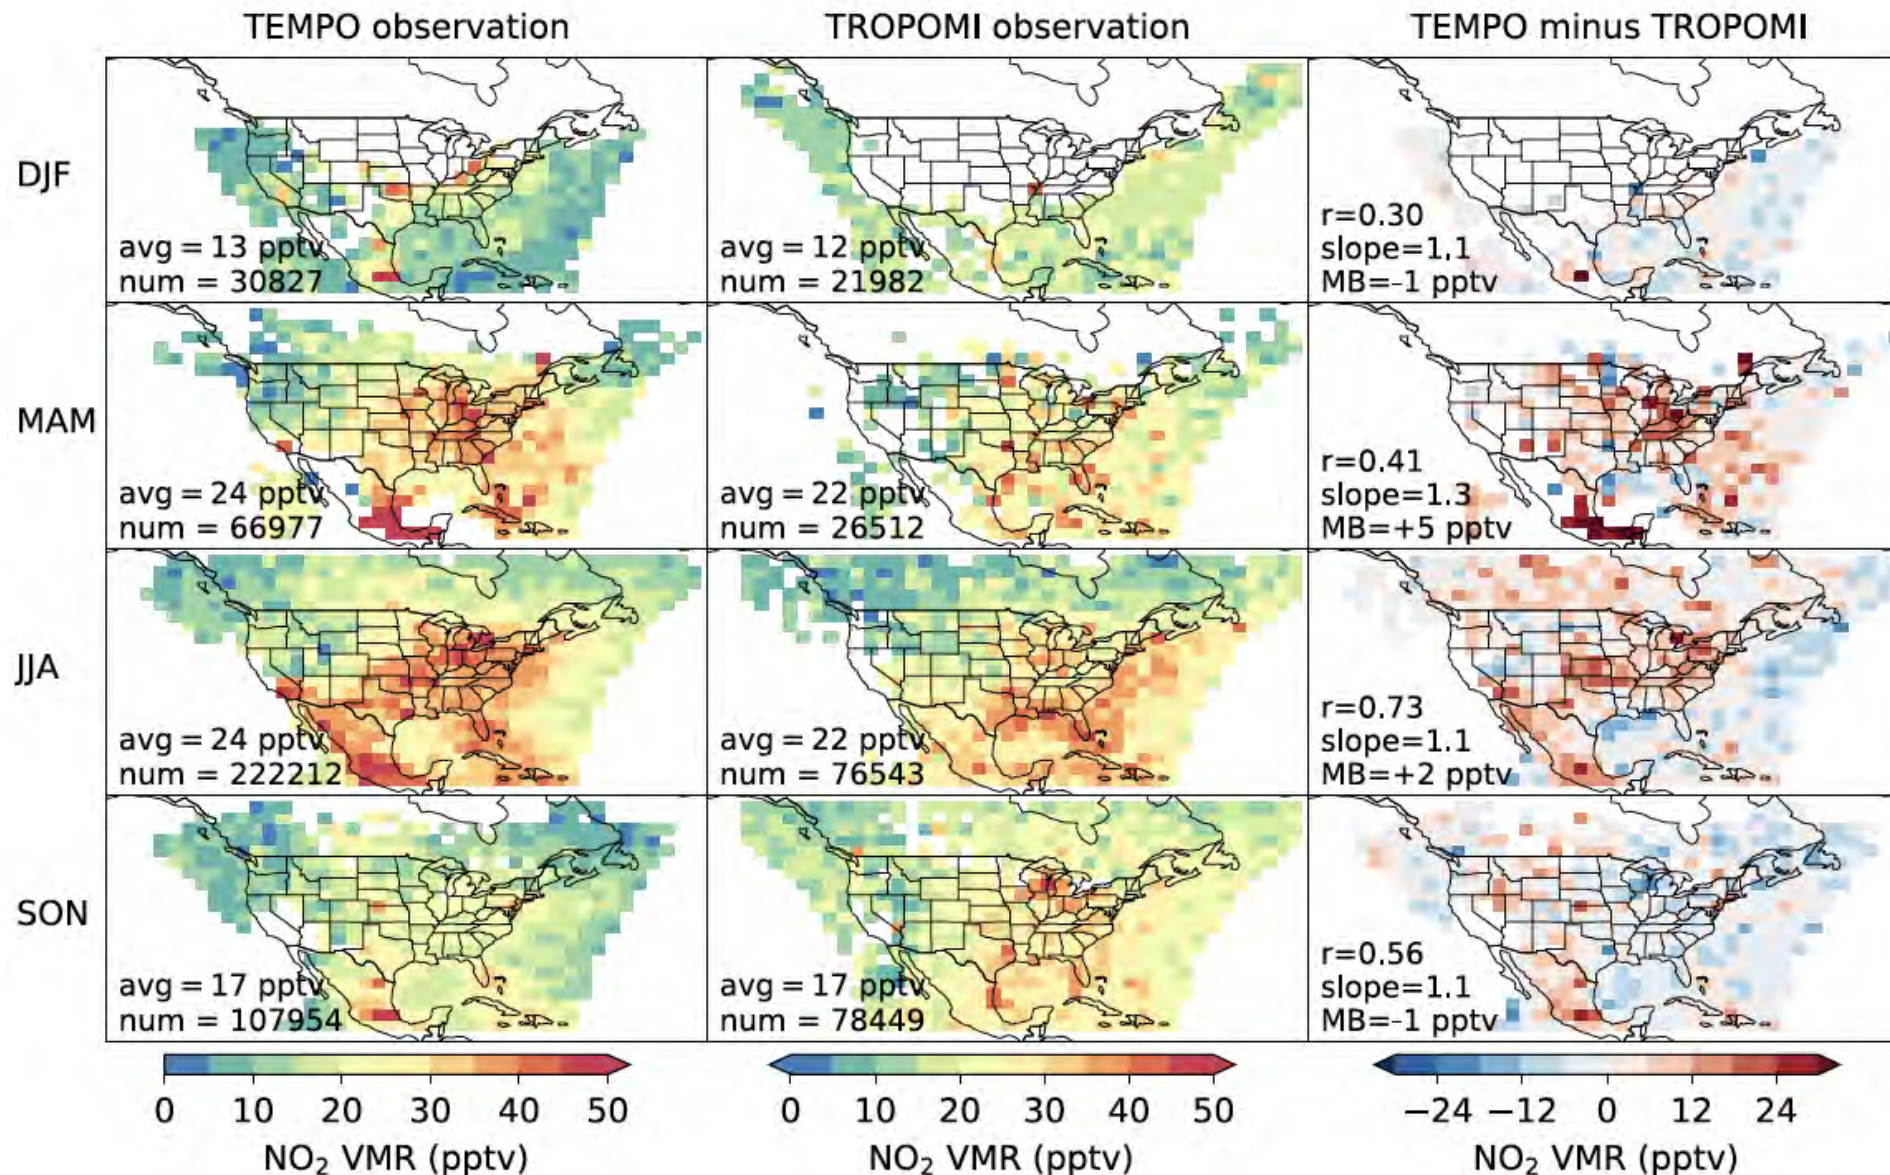 TEMPO observation TROPOMI observation TEMPO minus TROPOMI
DJF
avg = 13 pptv
num = 30827
avg = 12 pptv
num = 21982
r=0.30
slope=1.1
MB=-1 pptv
MAM
avg = 24 pptv
num = 66977
avg = 22 pptv
num = 26512
r=0.41
slope=1.3
MB=+5 pptv
JJA
avg = 24 pptv
num = 222212
avg = 22 pptv
num = 76543
r=0.73
slope=1.1
MB=+2 pptv
SON
avg = 17 pptv
num = 107954
avg = 17 pptv
num = 78449
r=0.56
slope=1.1
MB=-1 pptv
0 10 20 30 40 50
NO₂ VMR (pptv)
0 10 20 30 40 50
NO₂ VMR (pptv)
−24 −12 0 12 24
NO₂ VMR (pptv)